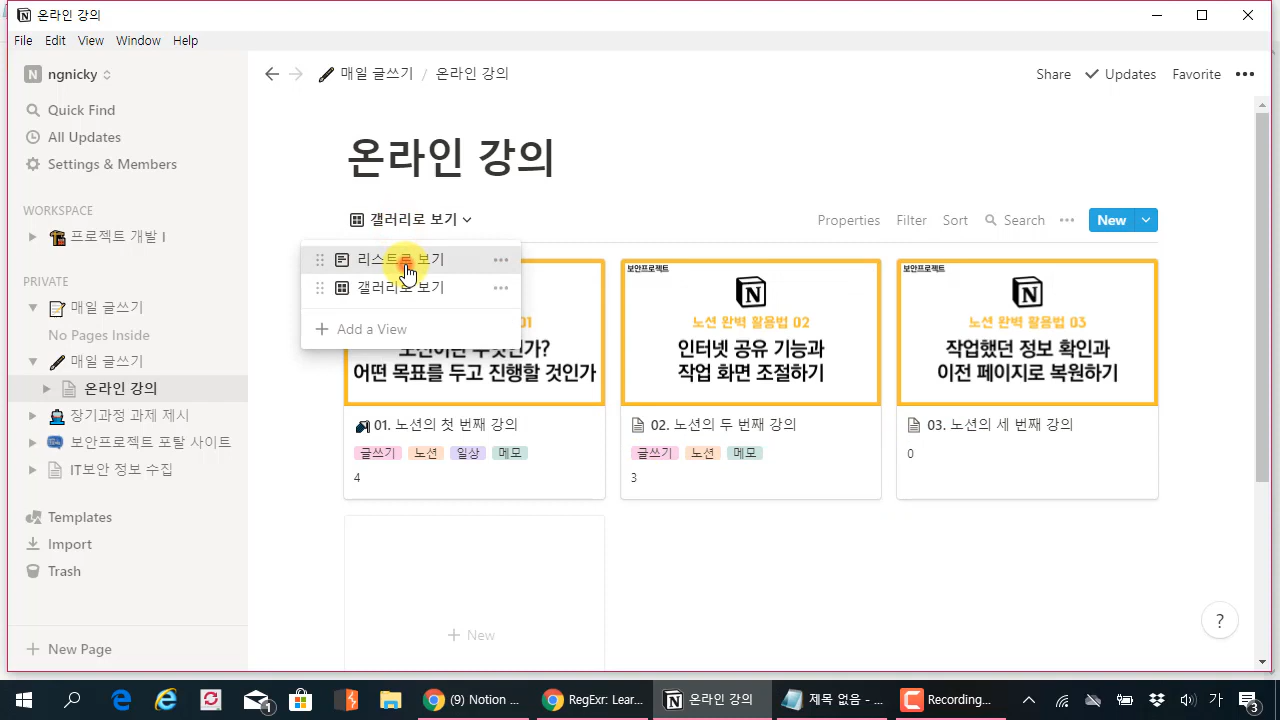 온라인 강의
File Edit View Window Help
N ngnicky
Quick Find
All Updates
Settings & Members
WORKSPACE
프로젝트 개발 I
PRIVATE
매일 글쓰기
No Pages Inside
매일 글쓰기
온라인 강의
장기과정 과제 제시
보안프로젝트 포탈 사이트
IT보안 정보 수집
Templates
Import
Trash
New Page
매일 글쓰기 / 온라인 강의
Share Updates Favorite
온라인 강의
갤러리로 보기
Properties Filter Sort Search New
리스트로 보기
갤러리로 보기
Add a View
01
노션이란 무엇인가?
어떤 목표를 두고 진행할 것인가
01. 노션의 첫 번째 강의
글쓰기 노션 일상 메모
4
보안프로젝트
노션 완벽 활용법 02
인터넷 공유 기능과
작업 화면 조절하기
02. 노션의 두 번째 강의
글쓰기 노션 메모
3
보안프로젝트
노션 완벽 활용법 03
작업했던 정보 확인과
이전 페이지로 복원하기
03. 노션의 세 번째 강의
0
New
?
1
(9) Notion ...
RegExr: Lear...
온라인 강의
제목 없음 - ...
Recording...
가
3